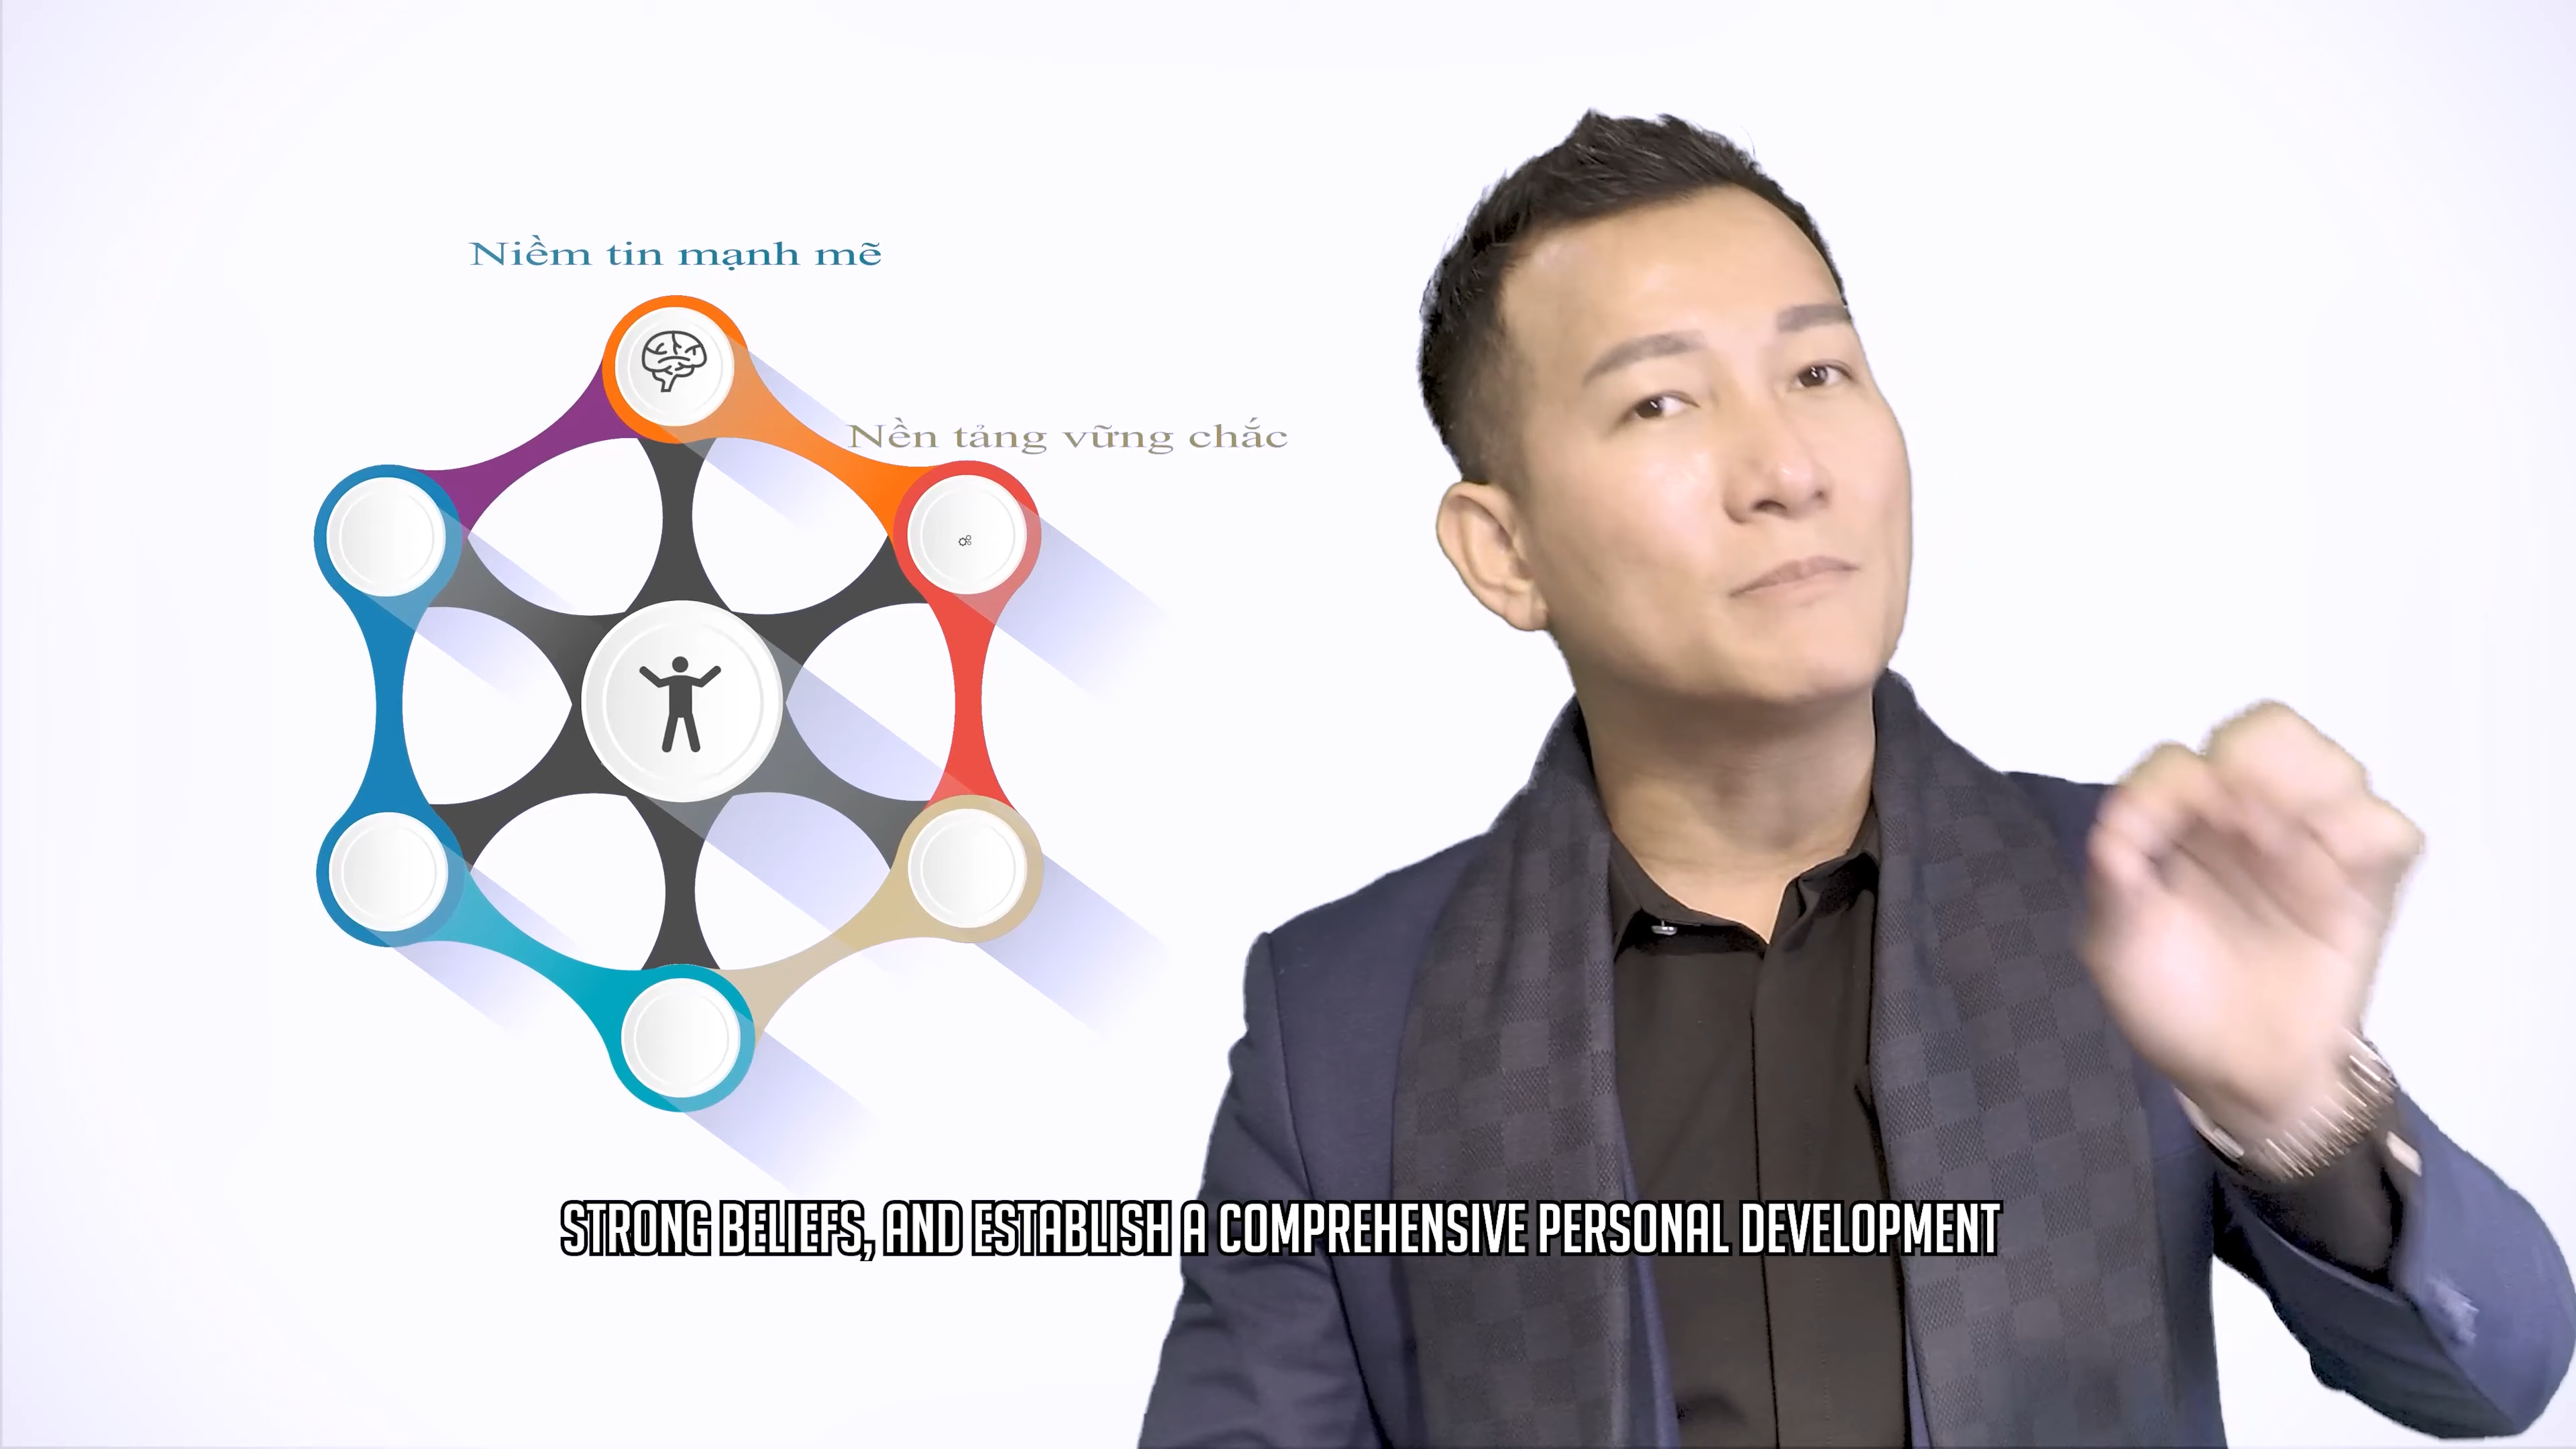 Niềm tin mạnh mẽ
Nền tảng vững chắc
STRONG BELIEFS, AND ESTABLISH A COMPREHENSIVE PERSONAL DEVELOPMENT